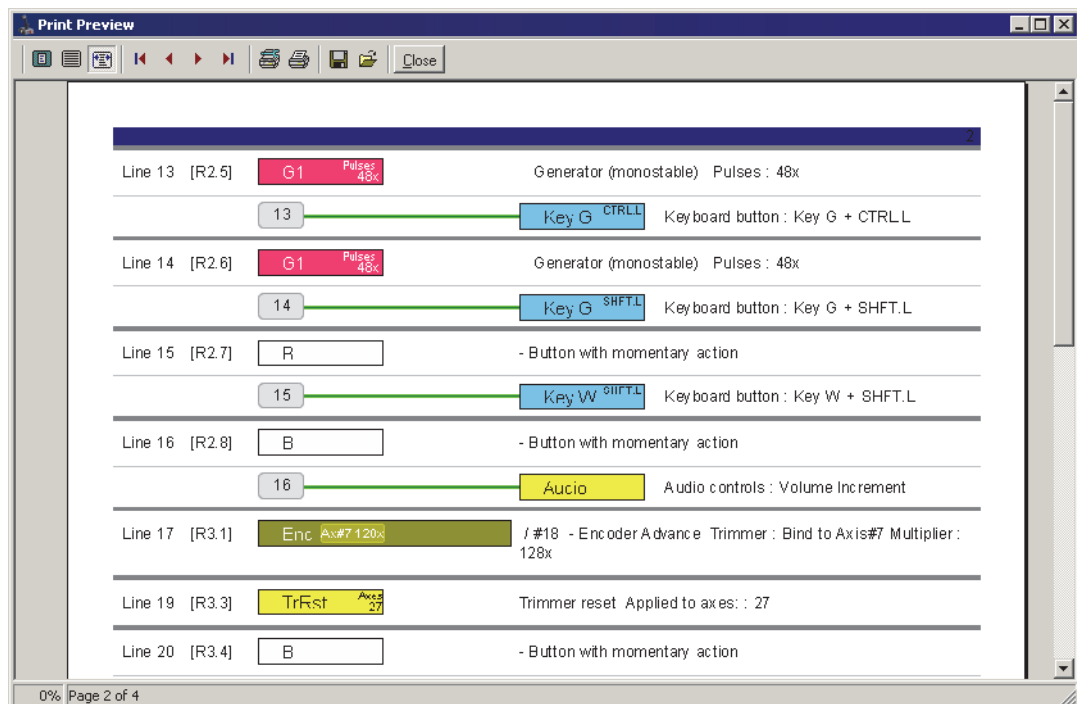 Print Preview
Close
2
Line 13 [R2.5] G1 Pulses 48x Generator (monostable) Pulses : 48x
13 Key G CTRL.L Keyboard button : Key G + CTRL.L
Line 14 [R2.6] G1 Pulses 48x Generator (monostable) Pulses : 48x
14 Key G SHFT.L Keyboard button : Key G + SHFT.L
Line 15 [R2.7] B - Button with momentary action
15 Key W SHFT.L Keyboard button : Key W + SHFT.L
Line 16 [R2.8] B - Button with momentary action
16 Audio Audio controls : Volume Increment
Line 17 [R3.1] Enc Ax#7 120x / #18 - Encoder Advance Trimmer : Bind to Axis#7 Multiplier :
128x
Line 19 [R3.3] TrRst Axes 27 Trimmer reset Applied to axes: : 27
Line 20 [R3.4] B - Button with momentary action
0% Page 2 of 4